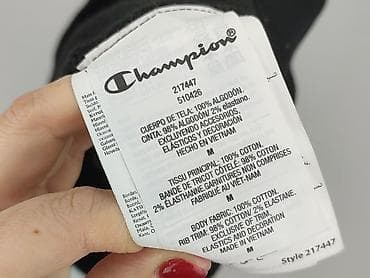 Champion®
217447
510426
CUERPO DE TELA: 100% ALGODÓN.
CINTA: 98% ALGODÓN/ 2% elastano.
EXCLUYENDO ACCESORIOS,
ELÁSTICOS Y DECORACIÓN
HECHO EN VIETNAM
M
TISSU PRINCIPAL: 100% COTON.
BANDE DE TRICOT CÔTELÉ: 98% COTON
2% ÉLASTHANNE GARNITURES NON COMPRISES
FABRIQUÉ AU VIET-NAM
M
BODY FABRIC: 100% COTTON.
RIB TRIM: 98% COTTON/ 2% ELASTANE.
EXCLUSIVE OF TRIM,
ELASTICS AND DECORATION
MADE IN VIETNAM
M
Style 217447